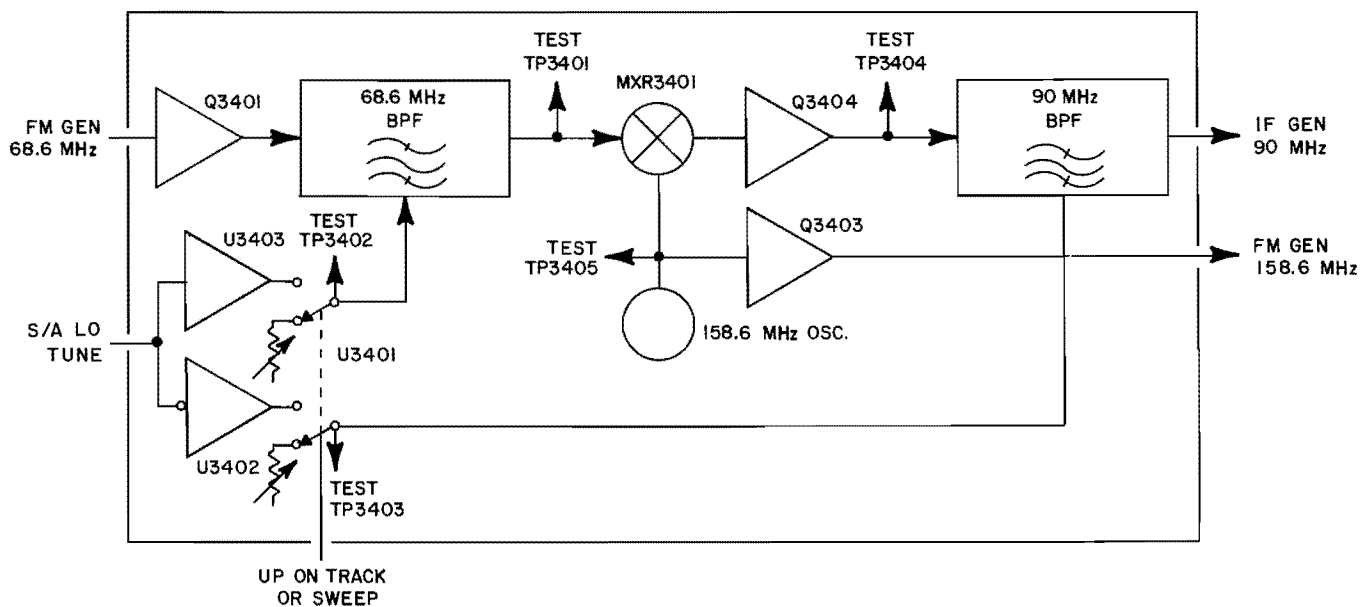 TEST
TP3401
TEST
TP3404
MXR3401
Q3401
68.6 MHz
BPF
Q3404
90 MHz
BPF
FM GEN
68.6 MHz
IF GEN
90 MHz
TEST
TP3402
U3403
Q3403
TEST
TP3405
FM GEN
158.6 MHz
S/A LO
TUNE
158.6 MHz OSC.
U3401
U3402
TEST
TP3403
UP ON TRACK
OR SWEEP